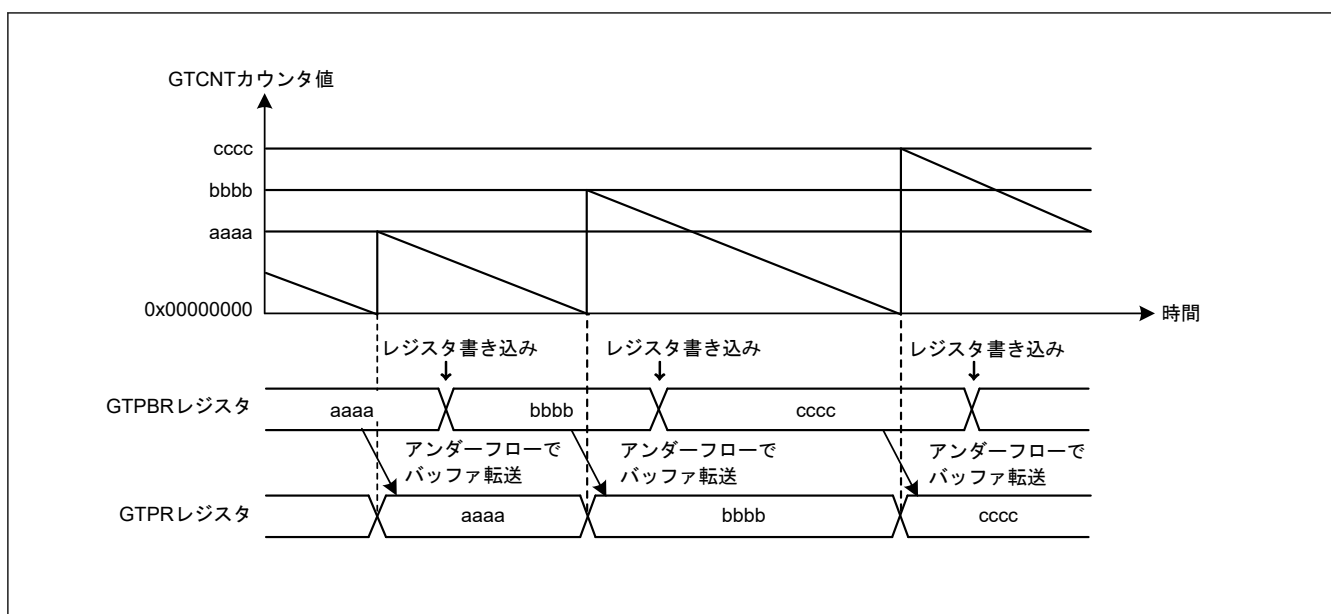 GTCNTカウンタ値
cccc
bbbb
aaaa
0x00000000
時間
レジスタ書き込み
レジスタ書き込み
レジスタ書き込み
GTPBRレジスタ
aaaa
bbbb
cccc
アンダーフローで
バッファ転送
アンダーフローで
バッファ転送
アンダーフローで
バッファ転送
GTPRレジスタ
aaaa
bbbb
cccc